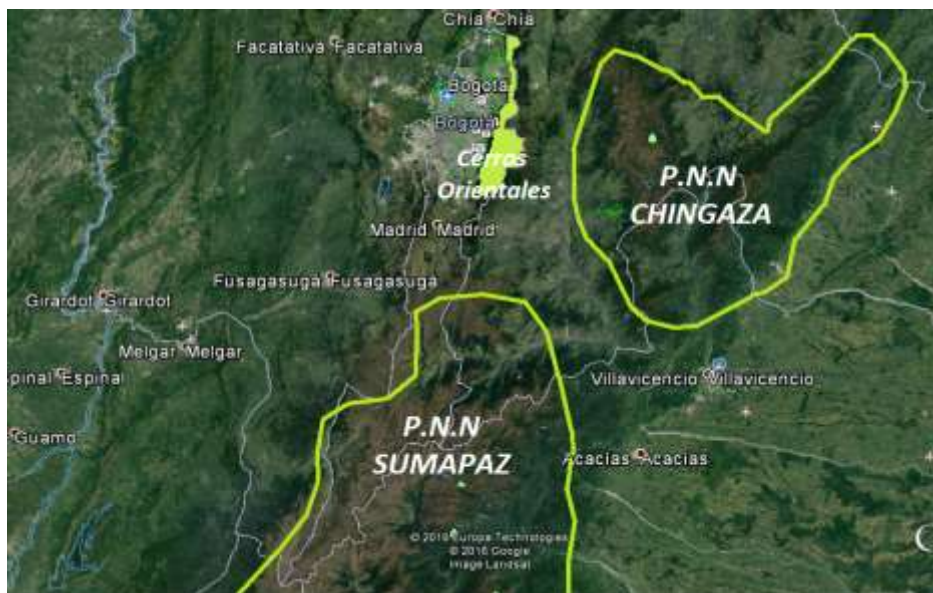 Chia Chia
Facatativa Facatativa
Bogota
Bogota
Cerros
Orientales
P.N.N
CHINGAZA
Madrid Madrid
Fusagasuga Fusagasuga
Girardot Girardot
Melgar Melgar
pinal Espinal
Villavicencio Villavicencio
Guamo
P.N.N
SUMAPAZ
Acacias Acacias
© 2016 Europa Technologies
© 2016 Google
Image Landsat